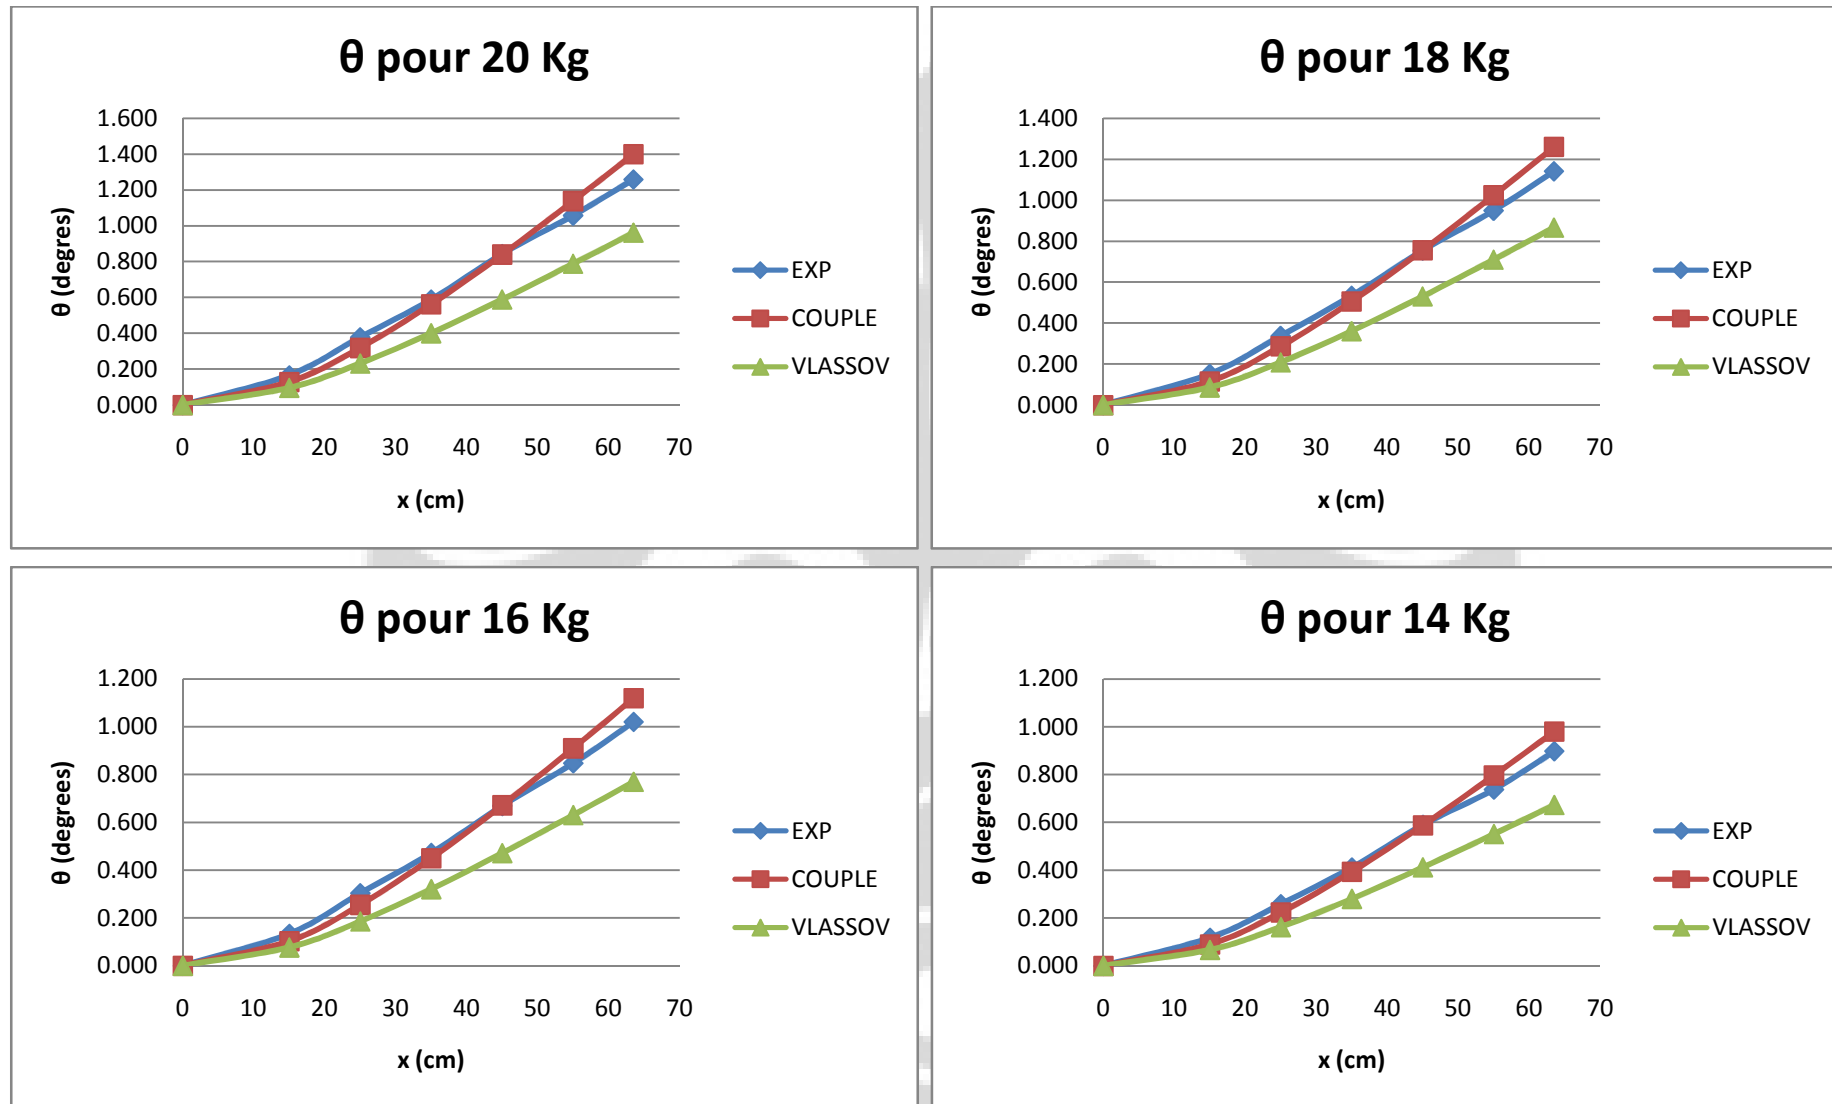 θ pour 20 Kg
1.600
1.400
1.200
1.000
0.800
0.600
0.400
0.200
0.000
0 10 20 30 40 50 60 70
θ (degres)
x (cm)
EXP
COUPLE
VLASSOV
θ pour 18 Kg
1.400
1.200
1.000
0.800
0.600
0.400
0.200
0.000
0 10 20 30 40 50 60 70
θ (degres)
x (cm)
EXP
COUPLE
VLASSOV
θ pour 16 Kg
1.200
1.000
0.800
0.600
0.400
0.200
0.000
0 10 20 30 40 50 60 70
θ (degrees)
x (cm)
EXP
COUPLE
VLASSOV
θ pour 14 Kg
1.200
1.000
0.800
0.600
0.400
0.200
0.000
0 10 20 30 40 50 60 70
θ (degrees)
x (cm)
EXP
COUPLE
VLASSOV